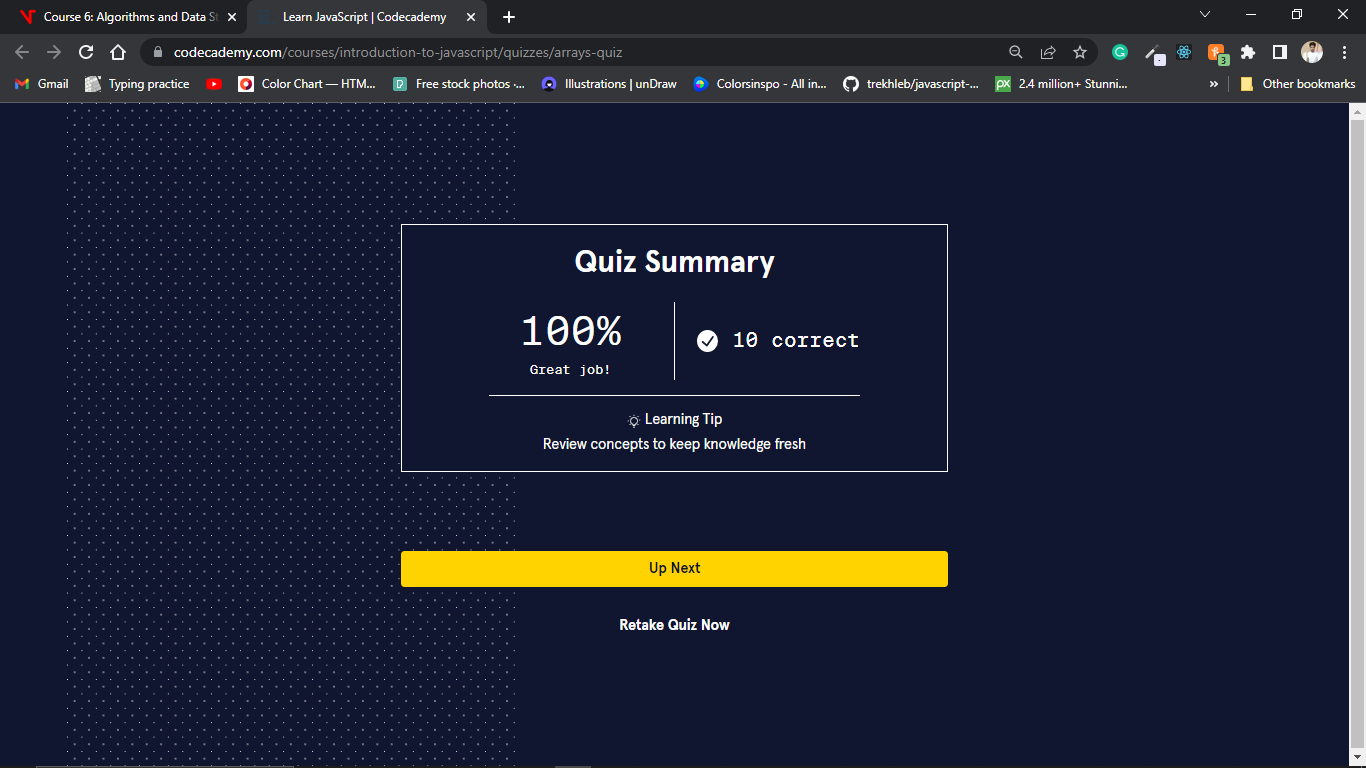 Course 6: Algorithms and Data St
Learn JavaScript | Codecademy
codecademy.com/courses/introduction-to-javascript/quizzes/arrays-quiz
3
Gmail
Typing practice
Color Chart — HTM...
Free stock photos ·...
Illustrations | unDraw
Colorsinspo - All in...
trekhleb/javascript-...
px
2.4 million+ Stunni...
»
Other bookmarks
Quiz Summary
100%
Great job!
10 correct
Learning Tip
Review concepts to keep knowledge fresh
Up Next
Retake Quiz Now